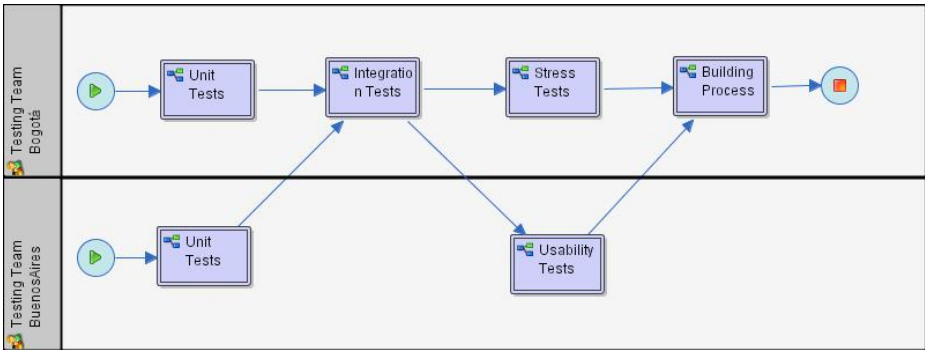 Testing Team
Bogotá
Unit
Tests
Integratio
n Tests
Stress
Tests
Building
Process
Testing Team
BuenosAires
Unit
Tests
Usability
Tests